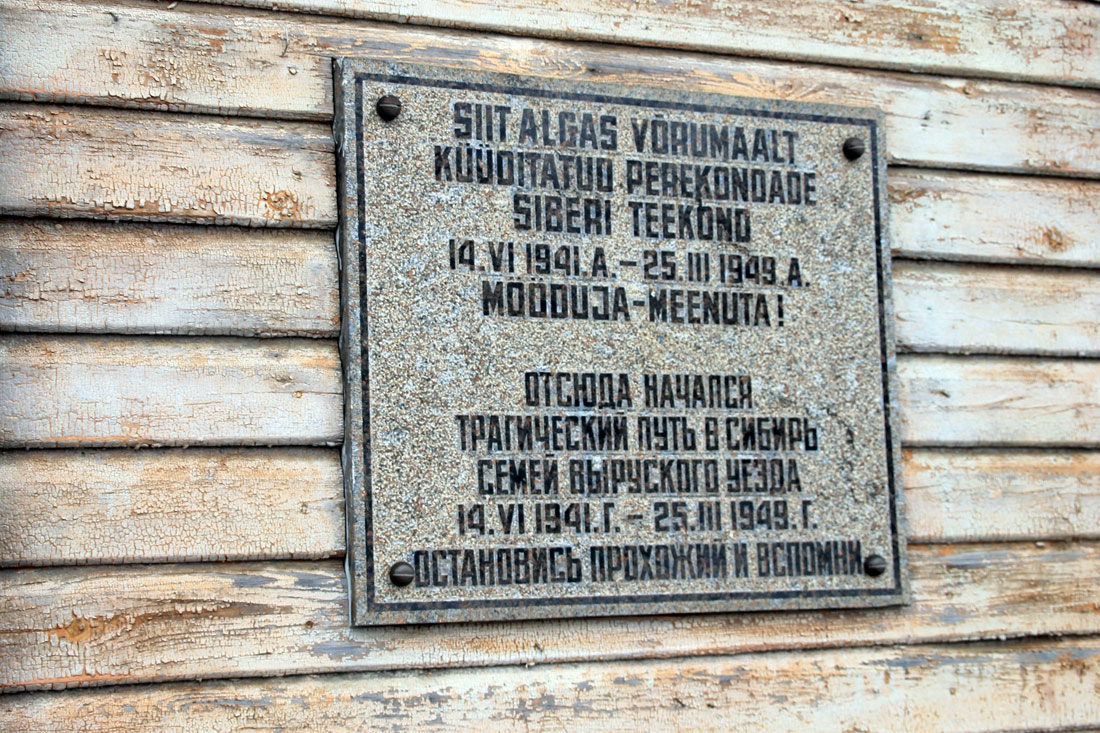 SIIT ALGAS VÕRUMAALT
KÜÜDITATUD PEREKONDADE
SIBERI TEEKOND
14.VI 1941.A. – 25.III 1949.A.
MÖÖDUJA – MEENUTA!
ОТСЮДА НАЧАЛСЯ
ТРАГИЧЕСКИЙ ПУТЬ В СИБИРЬ
СЕМЕЙ ВЫРУСКОГО УЕЗДА
14.VI 1941.Г. – 25.III 1949.Г.
ОСТАНОВИСЬ ПРОХОЖИЙ И ВСПОМНИ